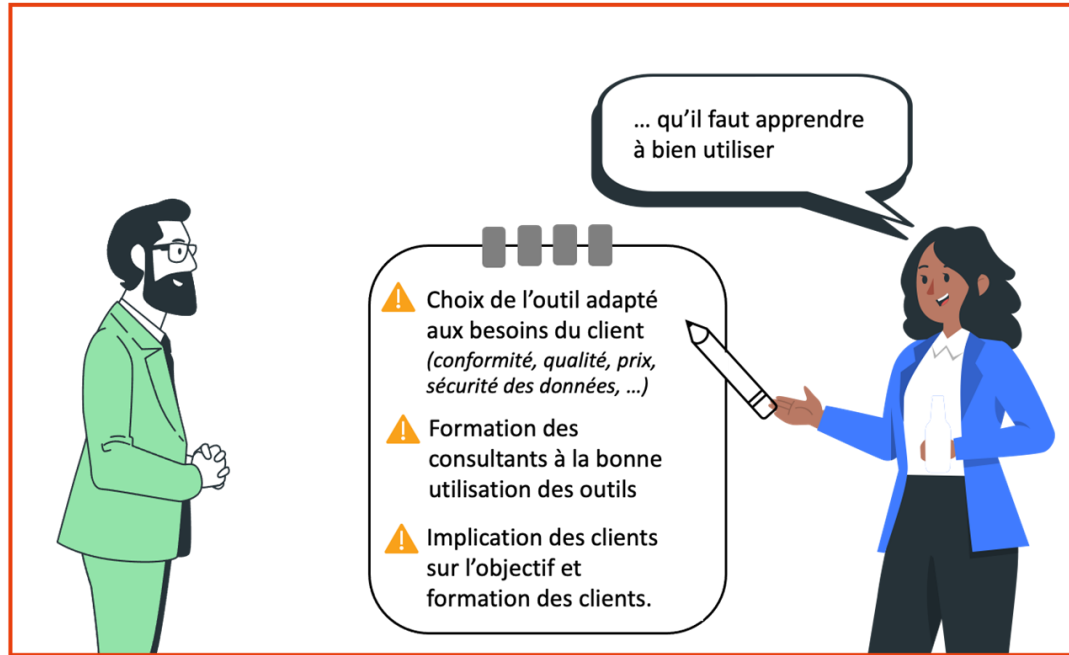 ... qu’il faut apprendre
à bien utiliser
Choix de l’outil adapté
aux besoins du client
(conformité, qualité, prix,
sécurité des données, ...)
Formation des
consultants à la bonne
utilisation des outils
Implication des clients
sur l’objectif et
formation des clients.